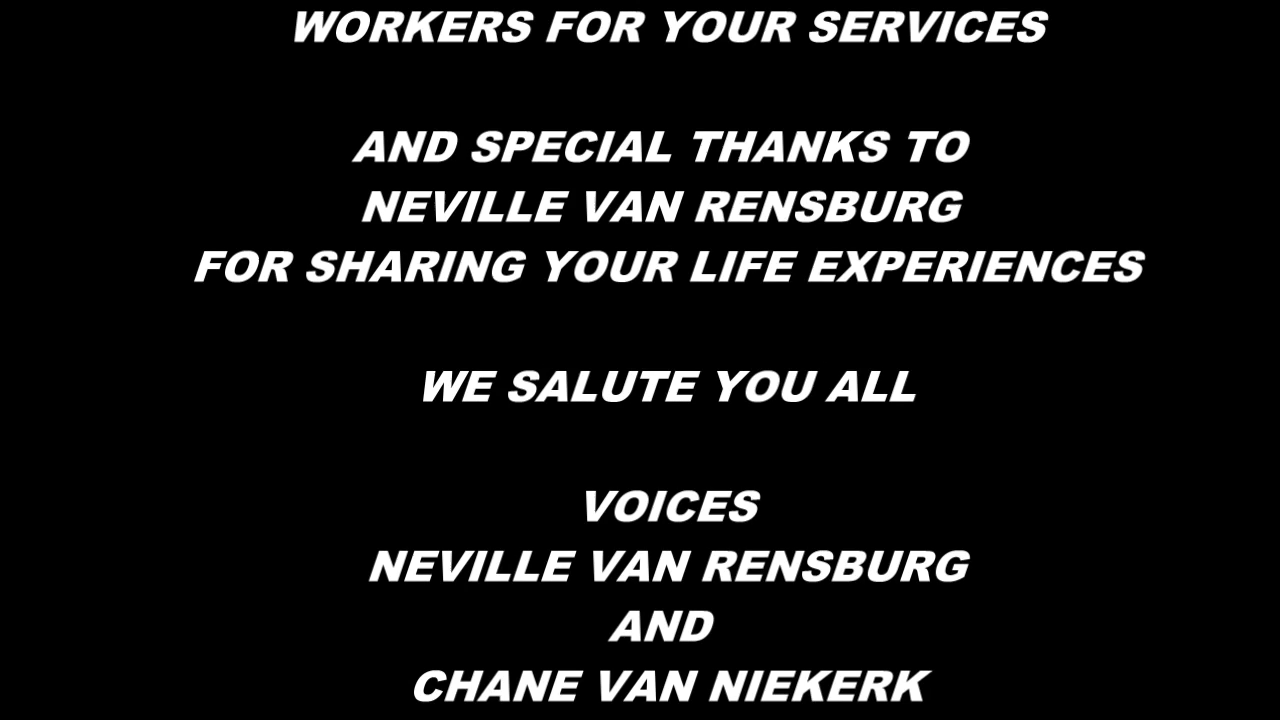 WORKERS FOR YOUR SERVICES
AND SPECIAL THANKS TO
NEVILLE VAN RENSBURG
FOR SHARING YOUR LIFE EXPERIENCES
WE SALUTE YOU ALL
VOICES
NEVILLE VAN RENSBURG
AND
CHANE VAN NIEKERK